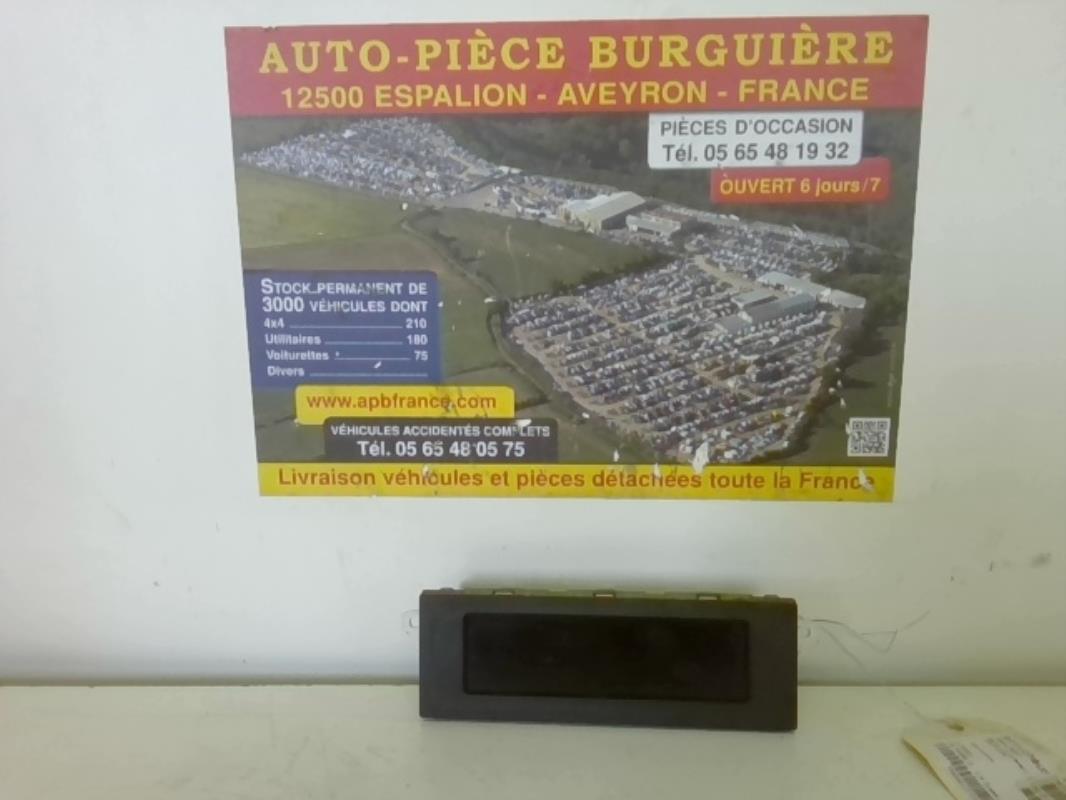 AUTO-PIÈCE BURGUIÈRE
12500 ESPALION - AVEYRON - FRANCE
PIÈCES D'OCCASION
Tél. 05 65 48 19 32
OUVERT 6 jours/7
STOCK PERMANENT DE
3000 VÉHICULES DONT
4x4 210
Utilitaires 180
Voiturettes 75
Divers
www.apbfrance.com
VÉHICULES ACCIDENTÉS COMPLETS
Tél. 05 65 48 05 75
Livraison véhicules et pièces détachées toute la France